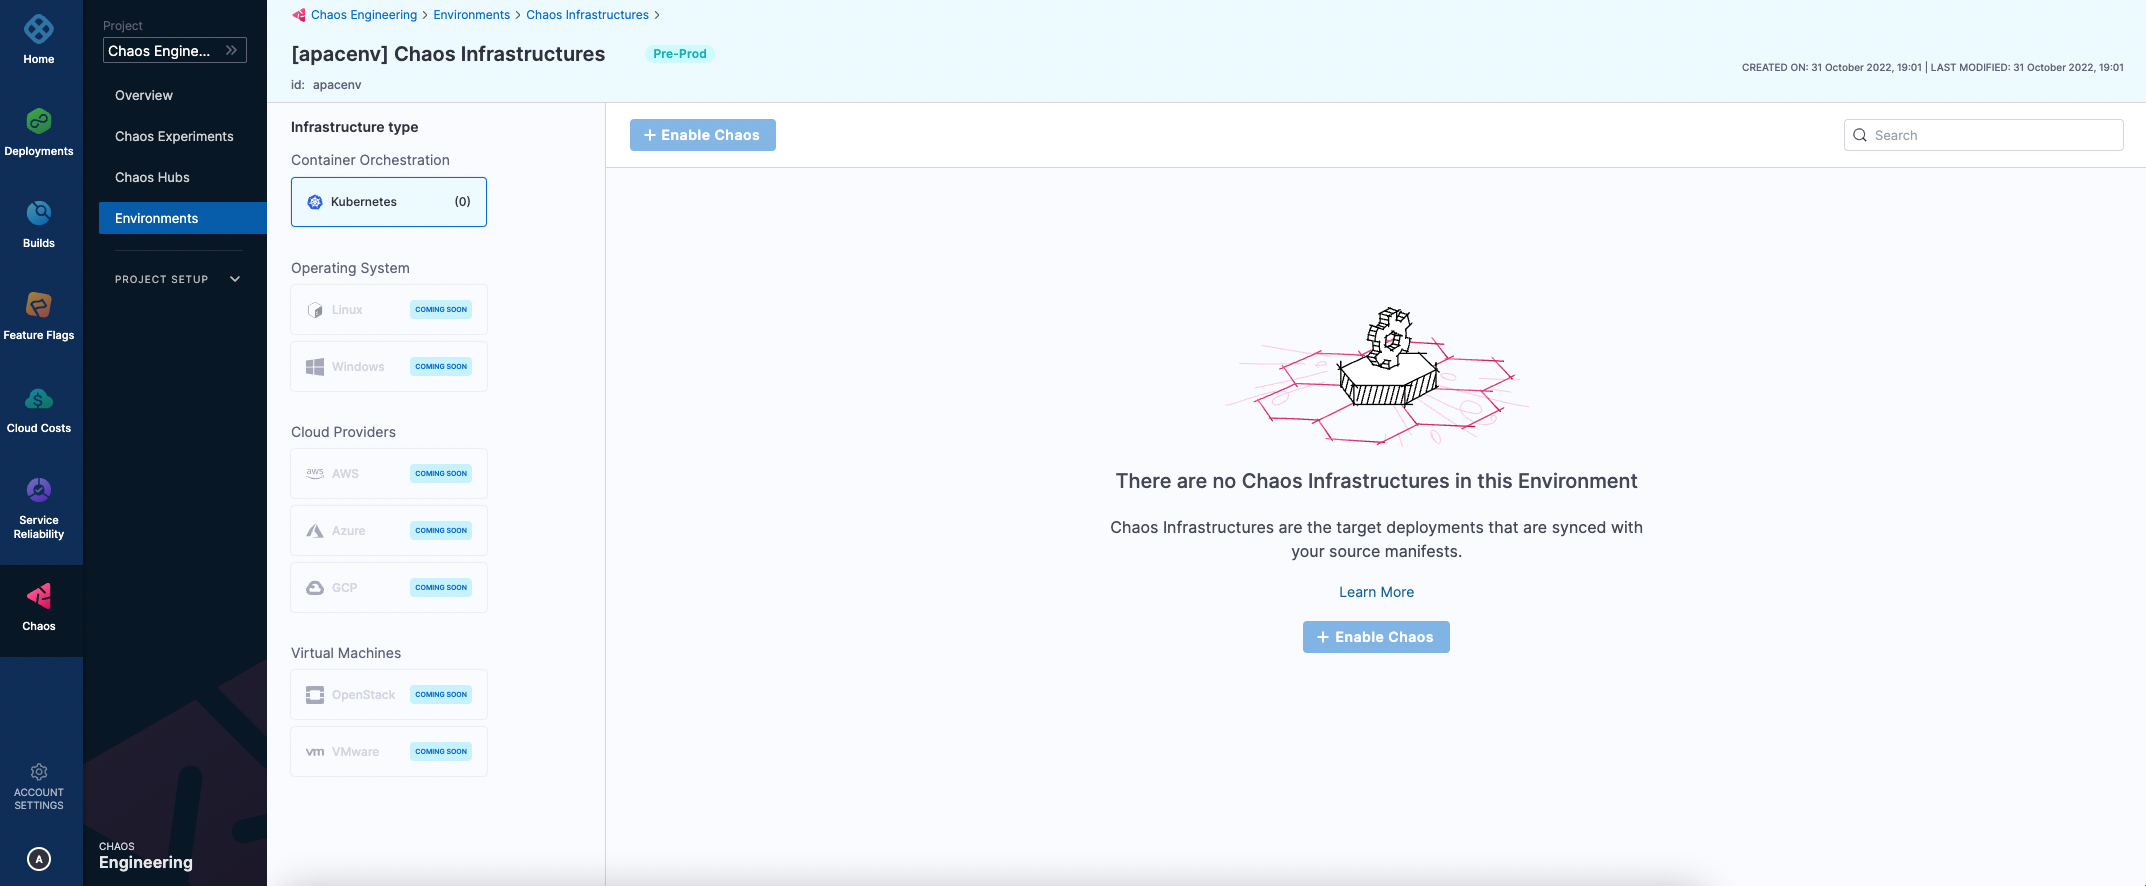 Home
Deployments
Builds
Feature Flags
Cloud Costs
Service
Reliability
Chaos
ACCOUNT
SETTINGS
A
Project
Chaos Engine...
Overview
Chaos Experiments
Chaos Hubs
Environments
PROJECT SETUP
CHAOS
Engineering
Chaos Engineering > Environments > Chaos Infrastructures >
[apacenv] Chaos Infrastructures Pre-Prod
id: apacenv
CREATED ON: 31 October 2022, 19:01 | LAST MODIFIED: 31 October 2022, 19:01
Infrastructure type
Container Orchestration
Kubernetes (0)
Operating System
Linux COMING SOON
Windows COMING SOON
Cloud Providers
aws AWS COMING SOON
Azure COMING SOON
GCP COMING SOON
Virtual Machines
OpenStack COMING SOON
vm VMware COMING SOON
+ Enable Chaos
Search
There are no Chaos Infrastructures in this Environment
Chaos Infrastructures are the target deployments that are synced with
your source manifests.
Learn More
+ Enable Chaos